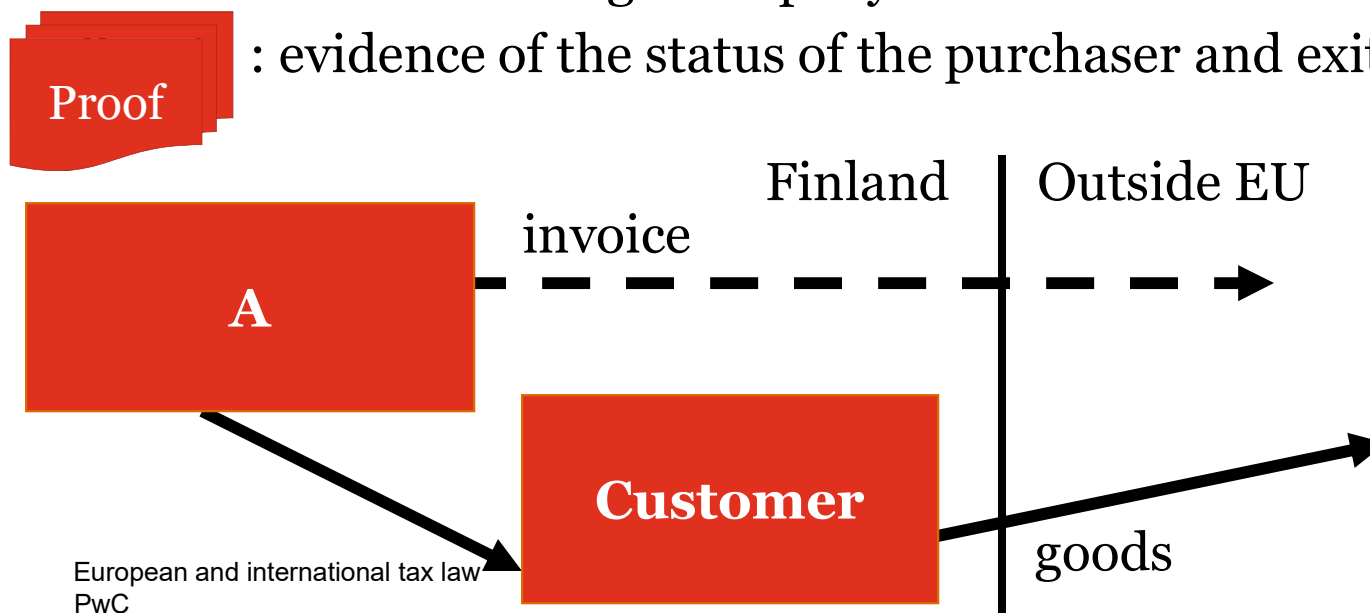 : evidence of the status of the purchaser and exit
Proof
Finland
Outside EU
invoice
A
Customer
goods
European and international tax law
PwC